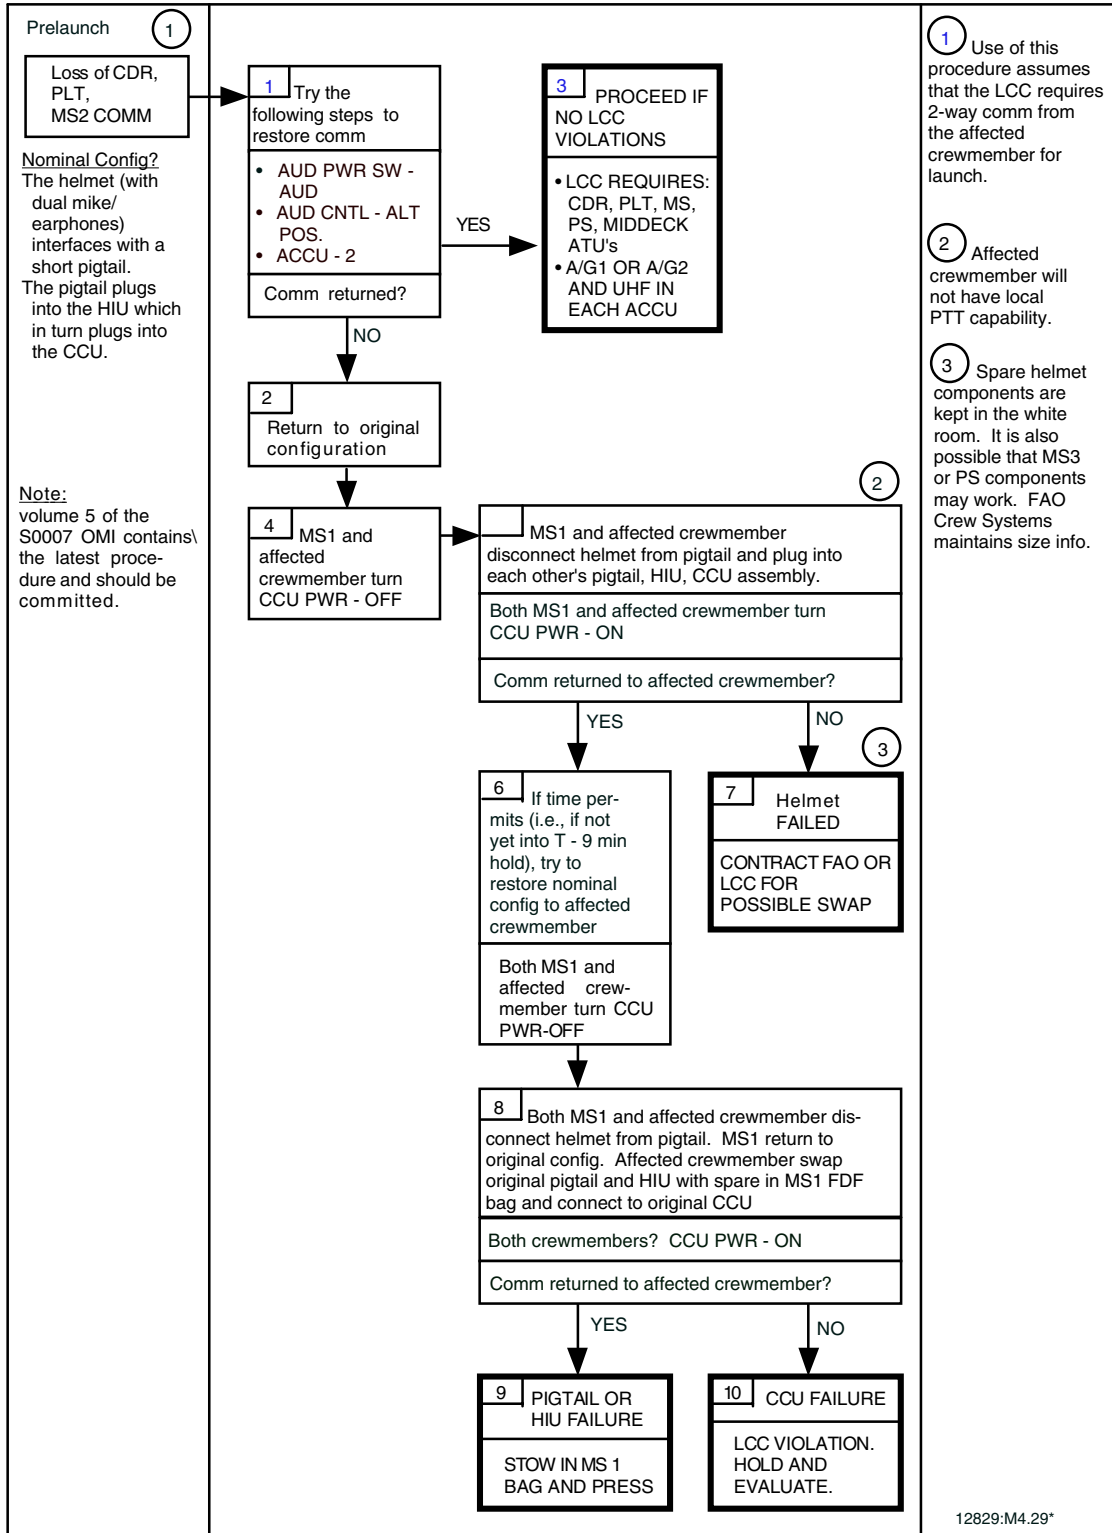 Prelaunch
1
Loss of CDR,
PLT,
MS2 COMM
Nominal Config?
The helmet (with
dual mike/
earphones)
interfaces with a
short pigtail.
The pigtail plugs
into the HIU which
in turn plugs into
the CCU.
Note:
volume 5 of the
S0007 OMI contains\
the latest proce-
dure and should be
committed.
1
Try the
following steps to
restore comm
• AUD PWR SW -
AUD
• AUD CNTL - ALT
POS.
• ACCU - 2
Comm returned?
YES
NO
3
PROCEED IF
NO LCC
VIOLATIONS
• LCC REQUIRES:
CDR, PLT, MS,
PS, MIDDECK
ATU's
• A/G1 OR A/G2
AND UHF IN
EACH ACCU
2
Return to original
configuration
4
MS1 and
affected
crewmember turn
CCU PWR - OFF
2
MS1 and affected crewmember
disconnect helmet from pigtail and plug into
each other's pigtail, HIU, CCU assembly.
Both MS1 and affected crewmember turn
CCU PWR - ON
Comm returned to affected crewmember?
YES
NO
3
6
If time per-
mits (i.e., if not
yet into T - 9 min
hold), try to
restore nominal
config to affected
crewmember
Both MS1 and
affected crew-
member turn CCU
PWR-OFF
7
Helmet
FAILED
CONTRACT FAO OR
LCC FOR
POSSIBLE SWAP
8
Both MS1 and affected crewmember dis-
connect helmet from pigtail. MS1 return to
original config. Affected crewmember swap
original pigtail and HIU with spare in MS1 FDF
bag and connect to original CCU
Both crewmembers? CCU PWR - ON
Comm returned to affected crewmember?
YES
NO
9
PIGTAIL OR
HIU FAILURE
STOW IN MS 1
BAG AND PRESS
10
CCU FAILURE
LCC VIOLATION.
HOLD AND
EVALUATE.
1
Use of this
procedure assumes
that the LCC requires
2-way comm from
the affected
crewmember for
launch.
2
Affected
crewmember will
not have local
PTT capability.
3
Spare helmet
components are
kept in the white
room. It is also
possible that MS3
or PS components
may work. FAO
Crew Systems
maintains size info.
12829:M4.29*